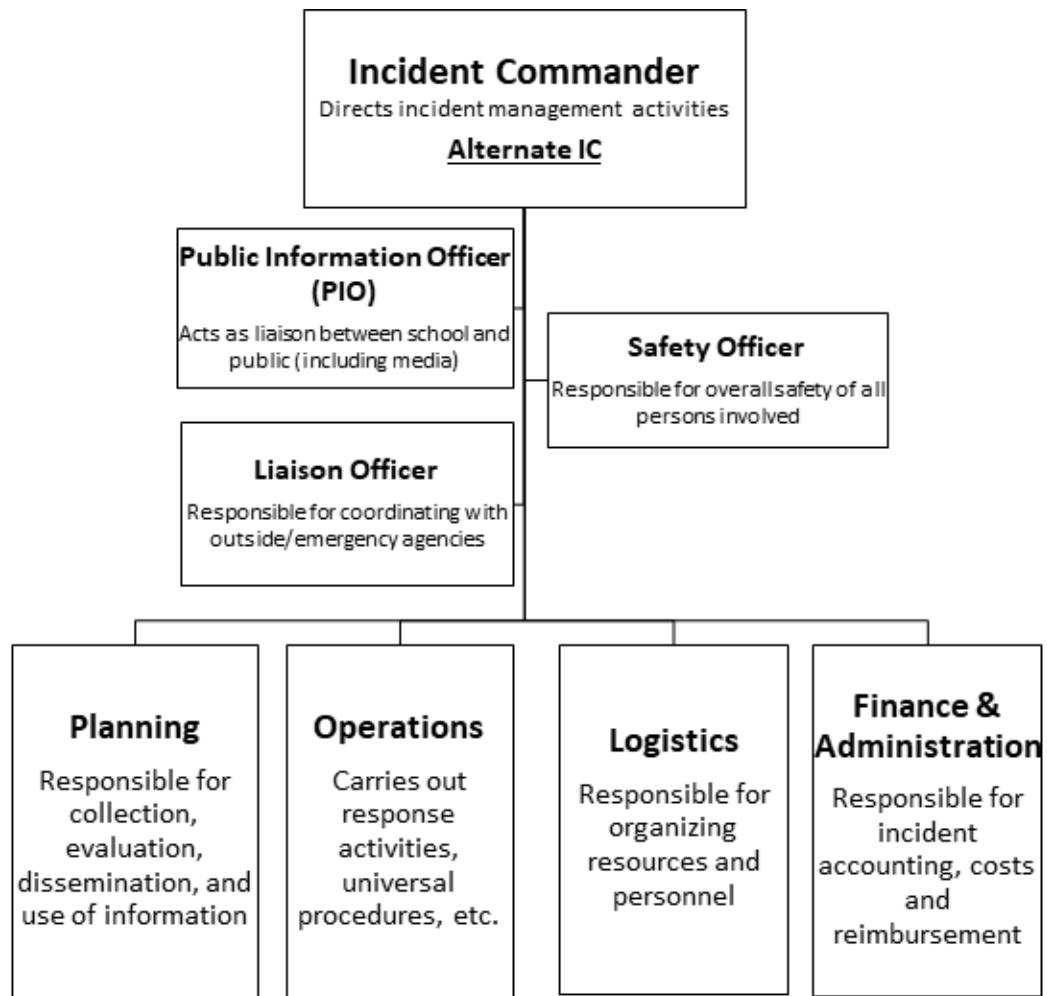 Incident Commander
Directs incident management activities
Alternate IC
Public Information Officer
(PIO)
Acts as liaison between school and
public (including media)
Safety Officer
Responsible for overall safety of all
persons involved
Liaison Officer
Responsible for coordinating with
outside/emergency agencies
Planning
Responsible for
collection,
evaluation,
dissemination, and
use of information
Operations
Carries out
response
activities,
universal
procedures, etc.
Logistics
Responsible for
organizing
resources and
personnel
Finance &
Administration
Responsible for
incident
accounting, costs
and
reimbursement